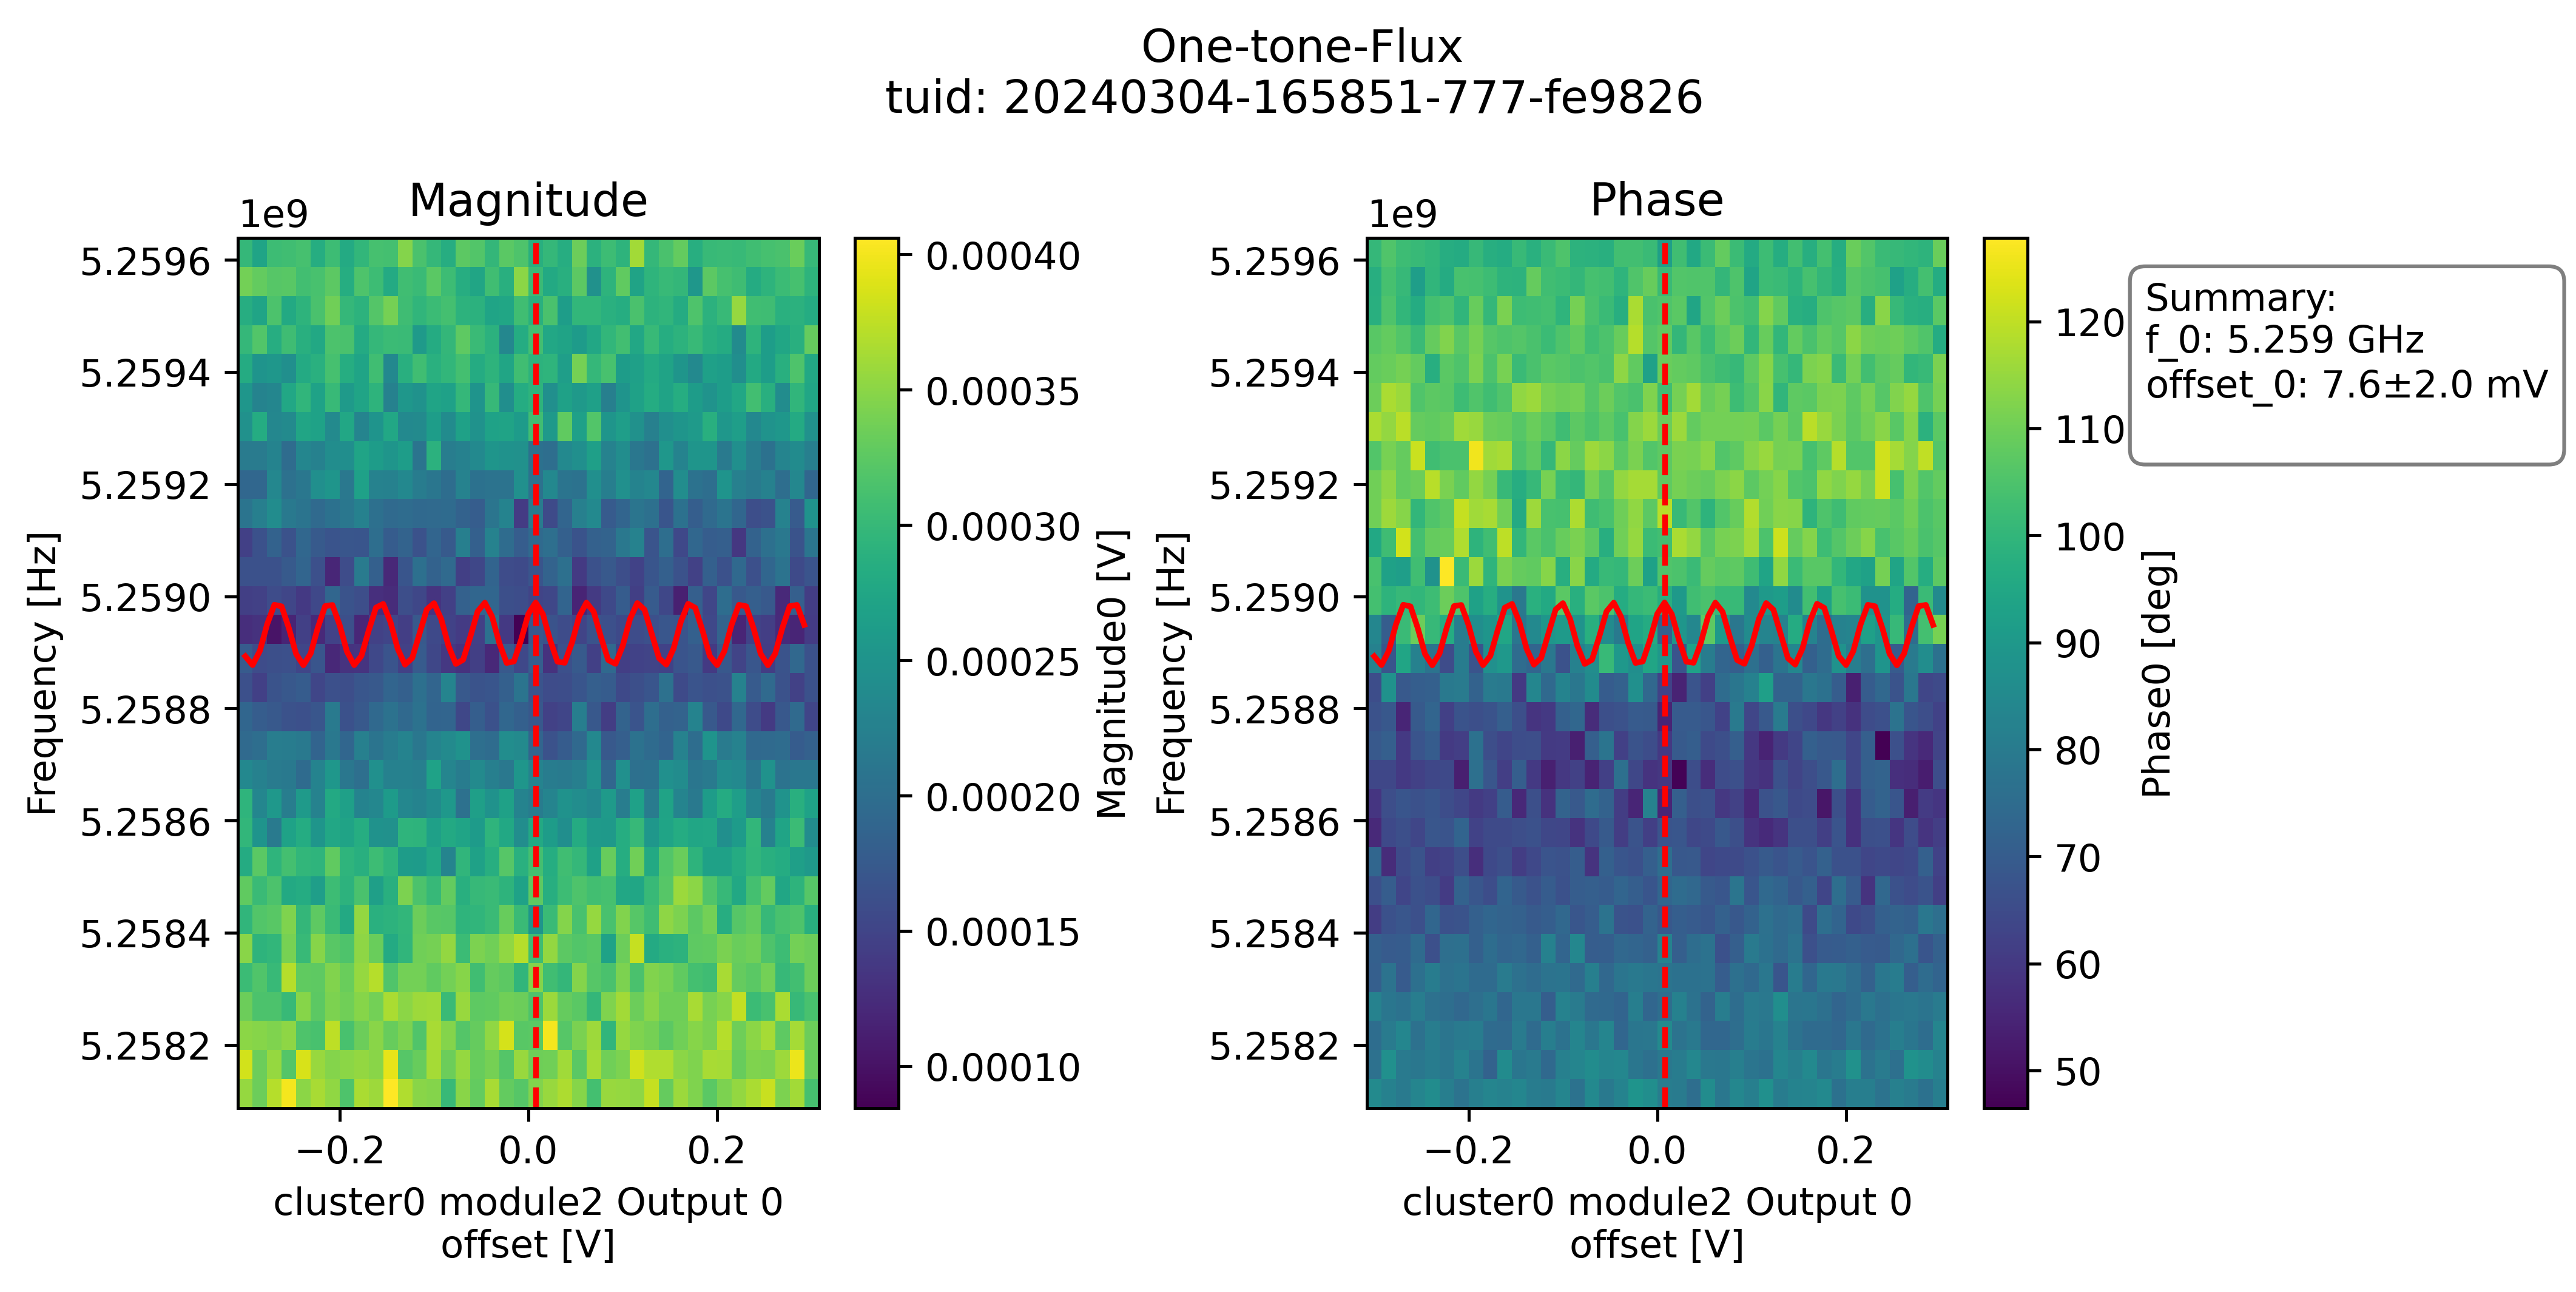 One-tone-Flux
tuid: 20240304-165851-777-fe9826
Magnitude
1e9
5.2596
5.2594
5.2592
5.2590
5.2588
5.2586
5.2584
5.2582
Frequency [Hz]
−0.2
0.0
0.2
cluster0 module2 Output 0
offset [V]
0.00040
0.00035
0.00030
0.00025
0.00020
0.00015
0.00010
Magnitude0 [V]
Phase
1e9
5.2596
5.2594
5.2592
5.2590
5.2588
5.2586
5.2584
5.2582
Frequency [Hz]
−0.2
0.0
0.2
cluster0 module2 Output 0
offset [V]
120
110
100
90
80
70
60
50
Phase0 [deg]
Summary:
f_0: 5.259 GHz
offset_0: 7.6±2.0 mV